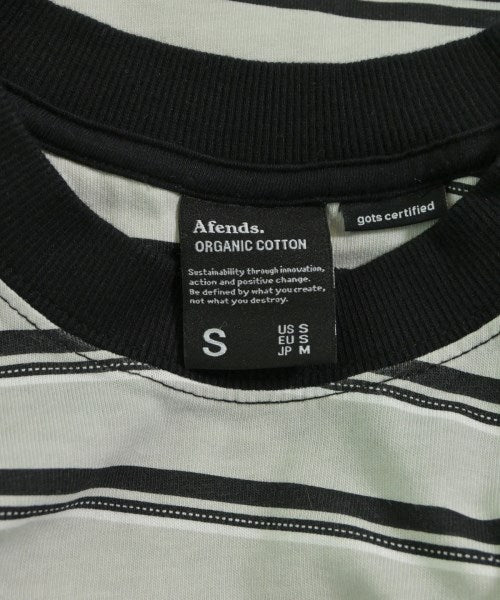 Afends.
ORGANIC COTTON
Sustainability through innovation,
action and positive change.
Be defined by what you create,
not what you destroy.
S
US S
EU S
JP M
gots certified